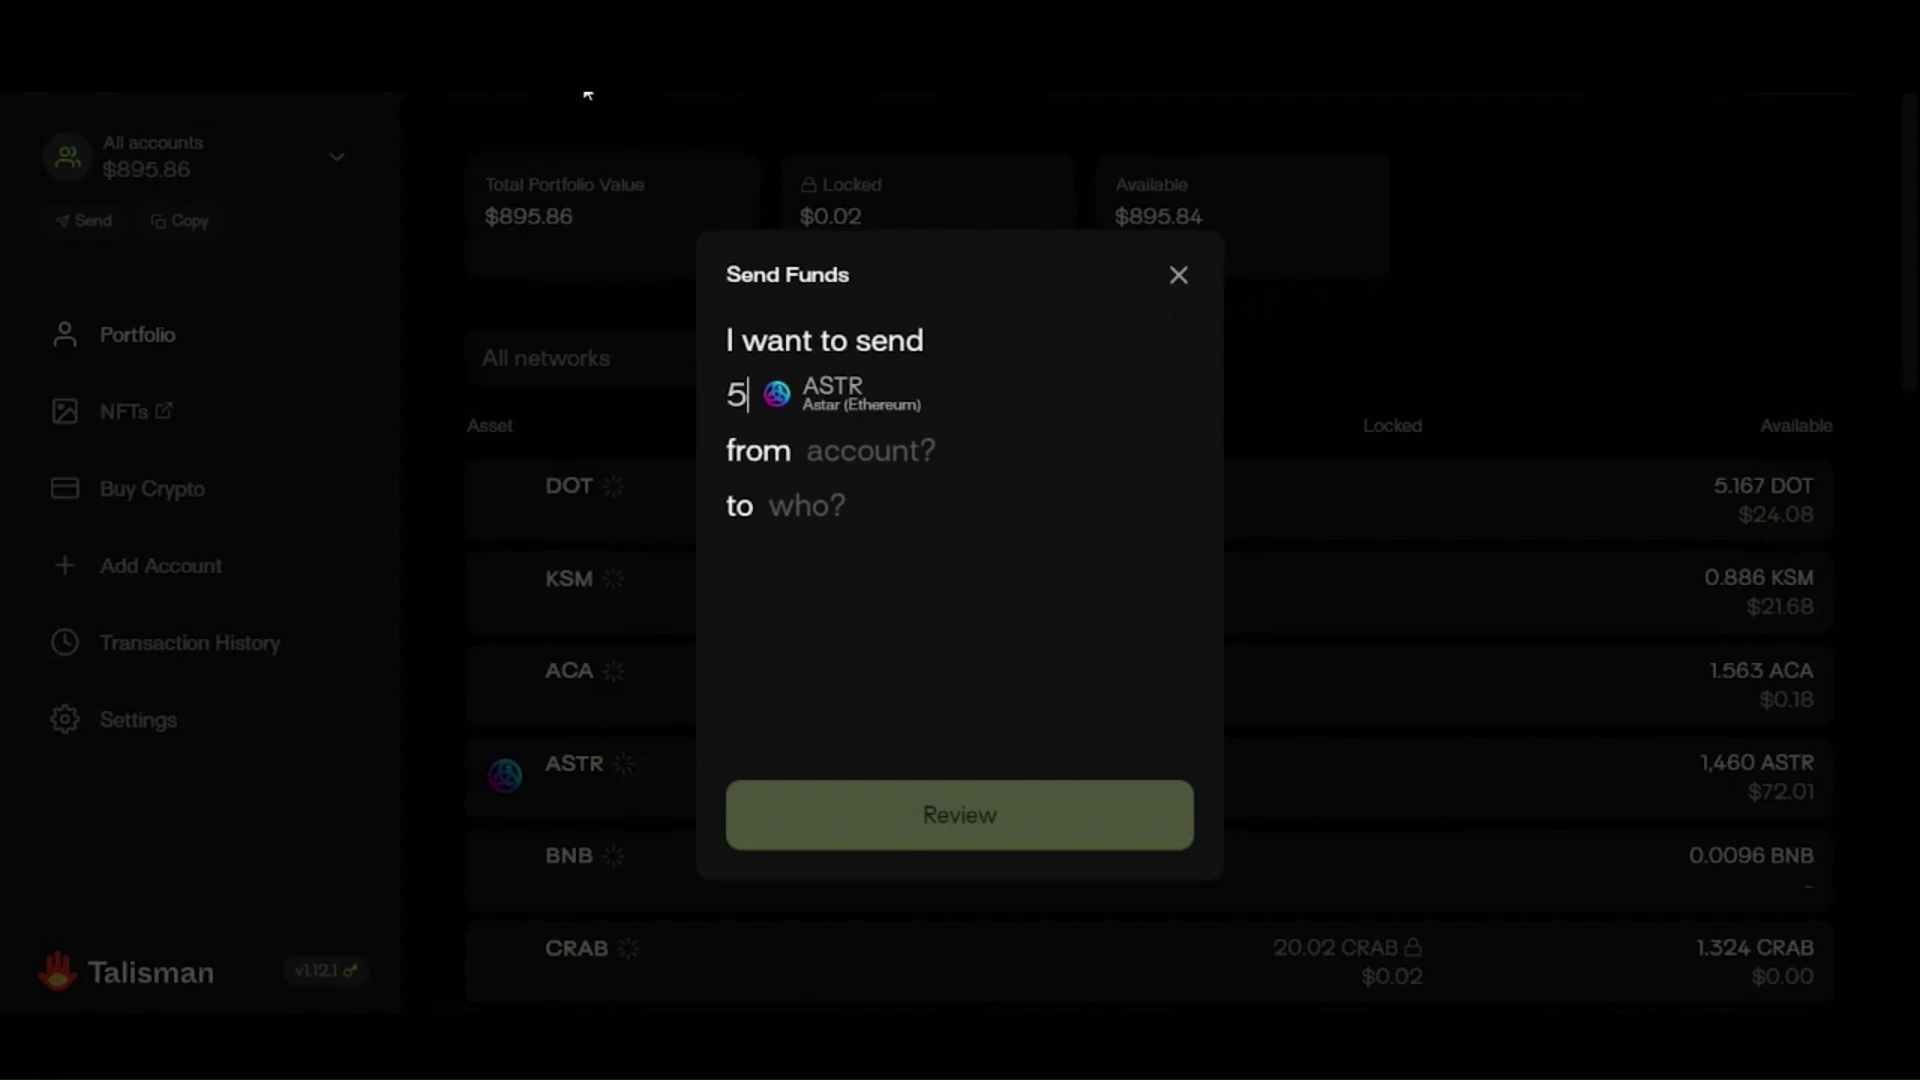 All accounts
$895.86
Send
Copy
Portfolio
NFTs
Buy Crypto
Add Account
Transaction History
Settings
Talisman
v1.12.1
Total Portfolio Value
$895.86
Locked
$0.02
Available
$895.84
All networks
Asset
Locked
Available
DOT
5.167 DOT
$24.08
KSM
0.886 KSM
$21.68
ACA
1.563 ACA
$0.18
ASTR
1,460 ASTR
$72.01
BNB
0.0096 BNB
-
CRAB
20.02 CRAB
$0.02
1.324 CRAB
$0.00
Send Funds
I want to send
5 ASTR
Astar (Ethereum)
from account?
to who?
Review